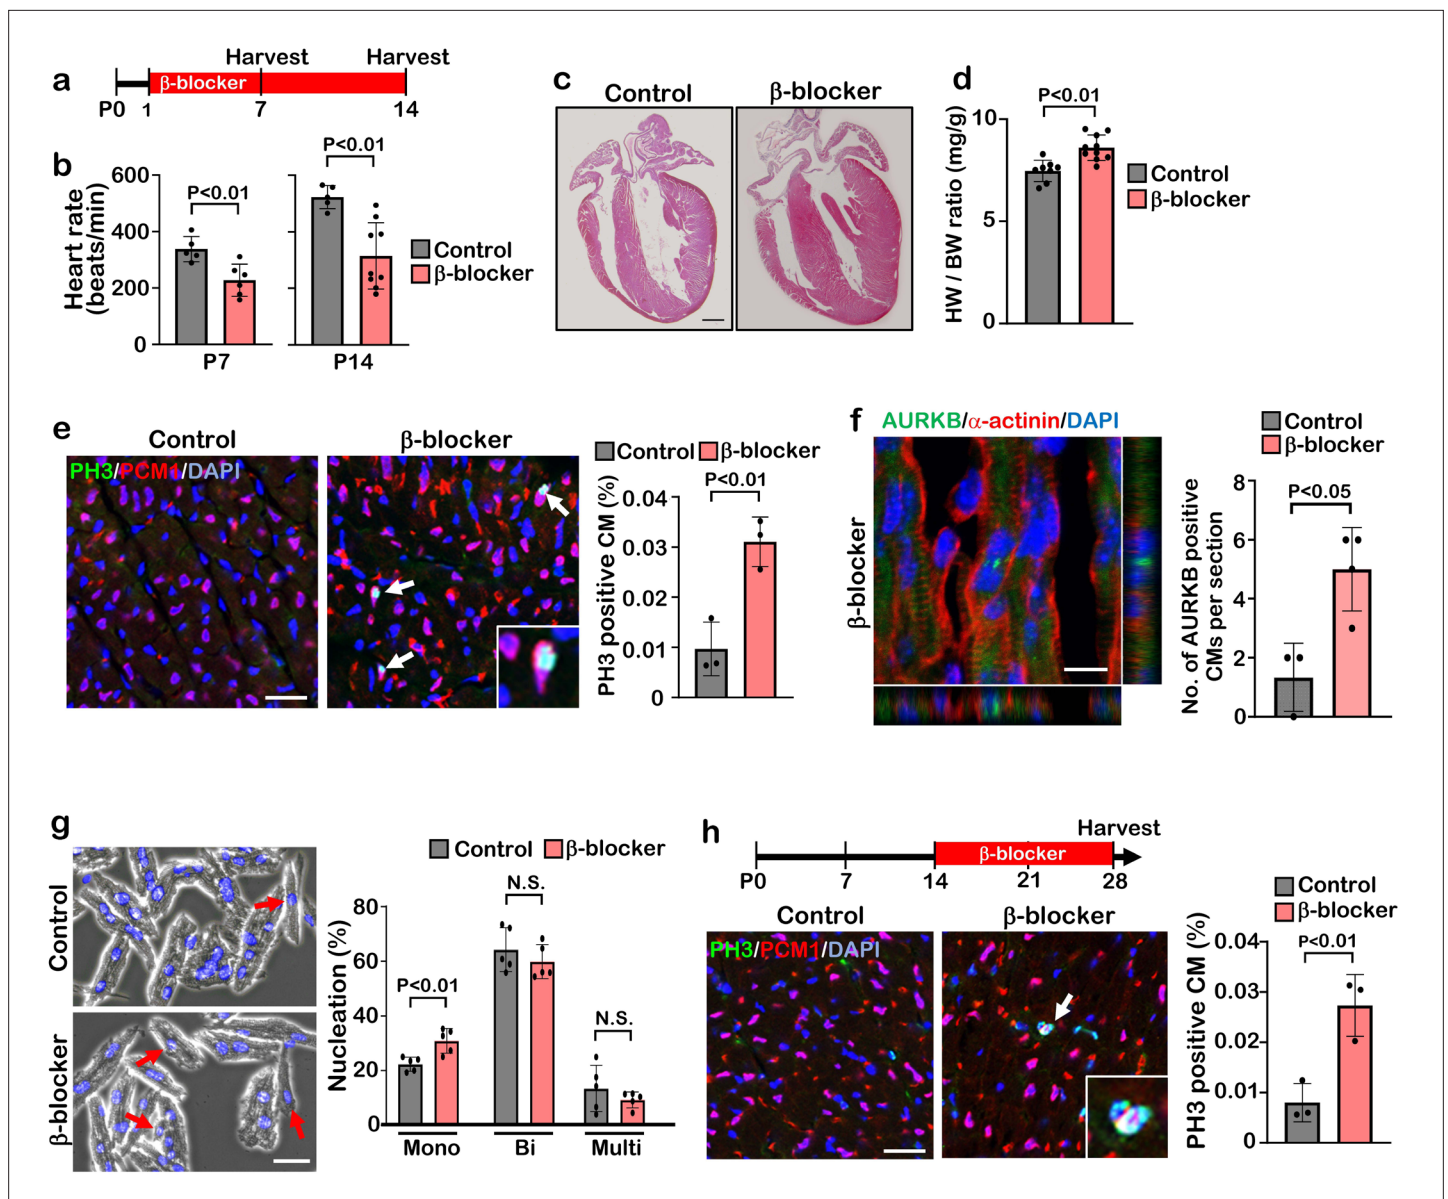 a
Harvest Harvest
β-blocker
P0 1 7 14
b
Heart rate
(beats/min)
600
400
200
0
P<0.01
P7
P<0.01
P14
Control
β-blocker
c
Control
β-blocker
d
HW / BW ratio (mg/g)
10
5
0
P<0.01
Control
β-blocker
e
Control
β-blocker
PH3/PCM1/DAPI
Control β-blocker
PH3 positive CM (%)
0.04
0.03
0.02
0.01
0
P<0.01
f
AURKB/α-actinin/DAPI
β-blocker
Control
β-blocker
No. of AURKB positive
CMs per section
8
6
4
2
0
P<0.05
g
Control
β-blocker
Control β-blocker
Nucleation (%)
80
60
40
20
0
P<0.01
N.S.
N.S.
Mono Bi Multi
h
Harvest
β-blocker
P0 7 14 21 28
Control
β-blocker
PH3/PCM1/DAPI
Control
β-blocker
PH3 positive CM (%)
0.04
0.03
0.02
0.01
0
P<0.01